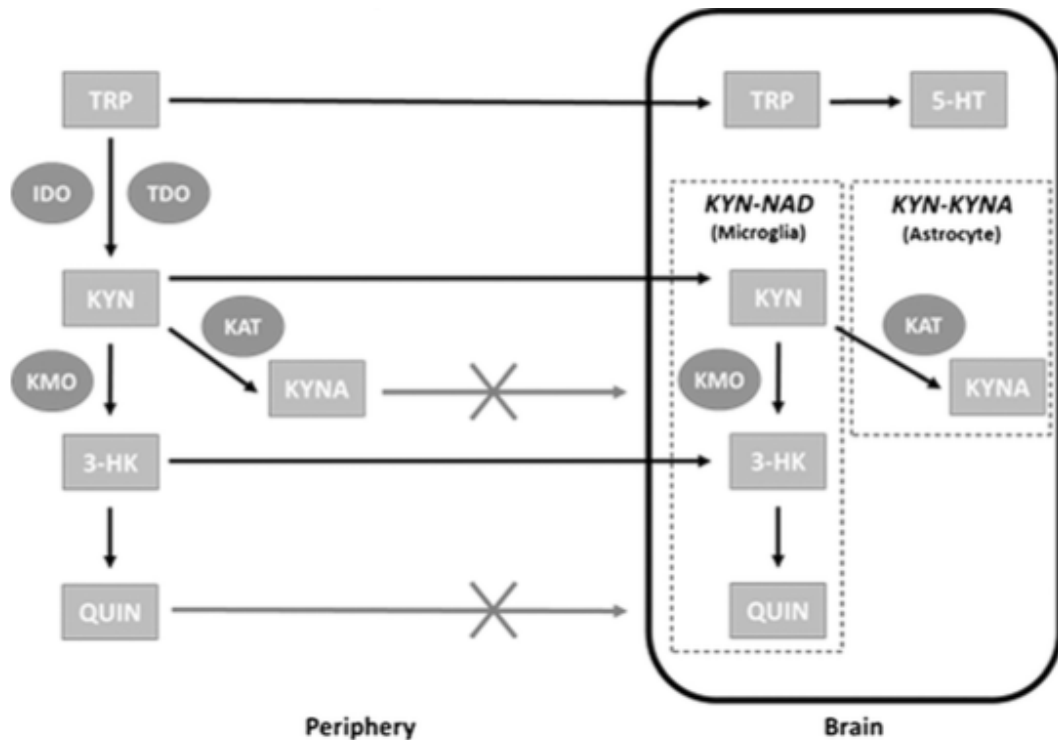 TRP
TRP
5-HT
IDO
TDO
KYN-NAD
(Microglia)
KYN-KYNA
(Astrocyte)
KYN
KYN
KAT
KAT
KMO
KYNA
KMO
KYNA
3-HK
3-HK
QUIN
QUIN
Periphery
Brain